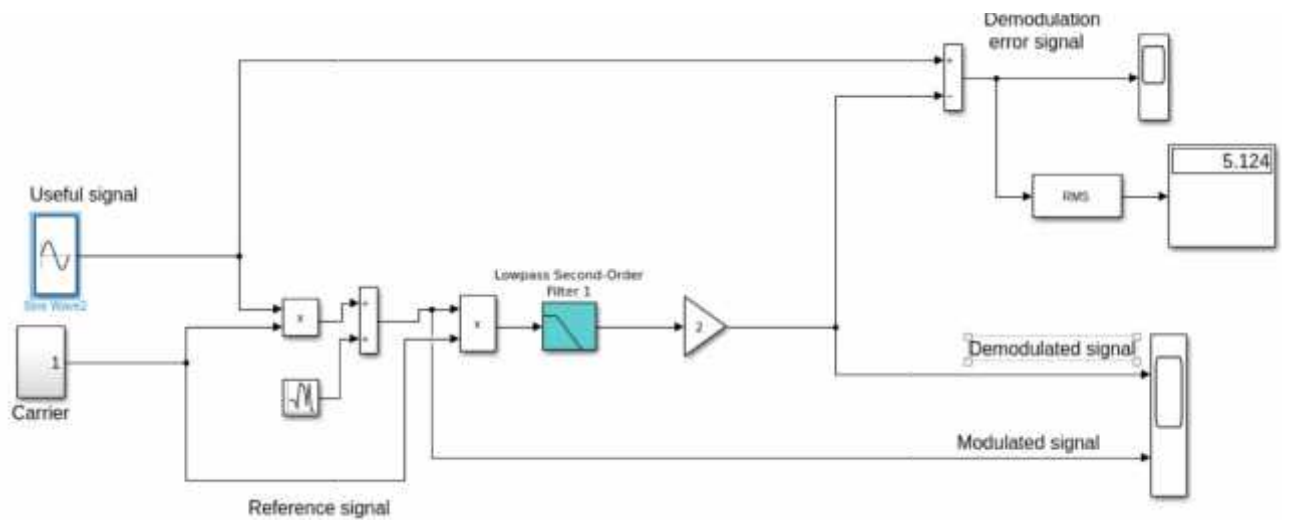 Demodulation
error signal
+
−
5.124
RMS
Useful signal
Sine Wave2
Lowpass Second-Order
Filter 1
x
+
+
x
2
1
Carrier
Demodulated signal
Modulated signal
Reference signal